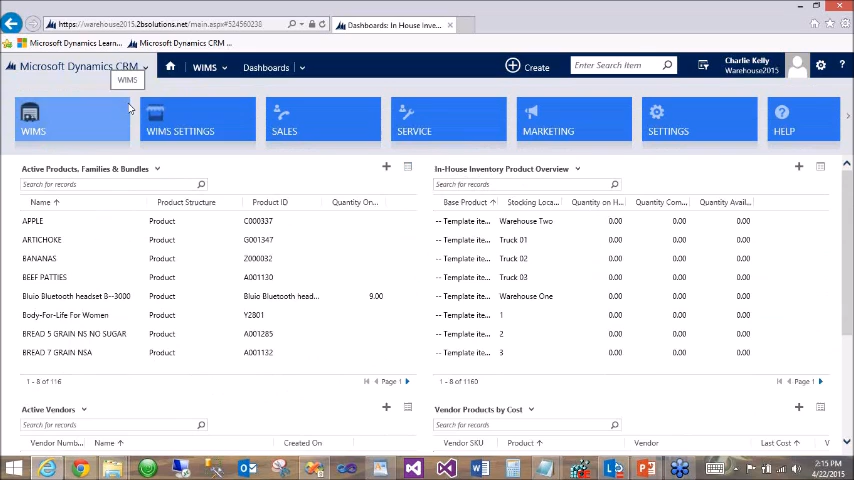 https://warehouse2015.2bsolutions.net/main.aspx#524560238
Dashboards: In House Inve...
Microsoft Dynamics Learn...
Microsoft Dynamics CRM ...
Microsoft Dynamics CRM
WIMS
Dashboards
Create
Search for records
Charlie Kelly
Warehouse2015
WIMS
WIMS
WIMS SETTINGS
SALES
SERVICE
MARKETING
SETTINGS
HELP
Active Products, Families & Bundles
Search for records
Name
Product Structure
Product ID
Quantity On...
APPLE Product C000337
ARTICHOKE Product G001347
BANANAS Product Z000032
BEEF PATTIES Product A001130
Bluio Bluetooth headset B--3000 Product Bluio Bluetooth head... 9.00
Body-For-Life For Women Product Y2801
BREAD 5 GRAIN NS NO SUGAR Product A001285
BREAD 7 GRAIN NSA Product A001132
1 - 8 of 116
Page 1
In-House Inventory Product Overview
Search for records
Base Product Stocking Loca... Quantity on H... Quantity Com... Quantity Avail...
-- Template ite... Warehouse Two 0.00 0.00 0.00
-- Template ite... Truck 01 0.00 0.00 0.00
-- Template ite... Truck 02 0.00 0.00 0.00
-- Template ite... Truck 03 0.00 0.00 0.00
-- Template ite... Warehouse One 0.00 0.00 0.00
-- Template ite... 1 0.00 0.00 0.00
-- Template ite... 2 0.00 0.00 0.00
-- Template ite... 3 0.00 0.00 0.00
1 - 8 of 1160
Page 1
Active Vendors
Search for records
Vendor Numb... Name Created On
Vendor Products by Cost
Search for records
Vendor SKU Product Vendor Last Cost V
2:15 PM
4/22/2015